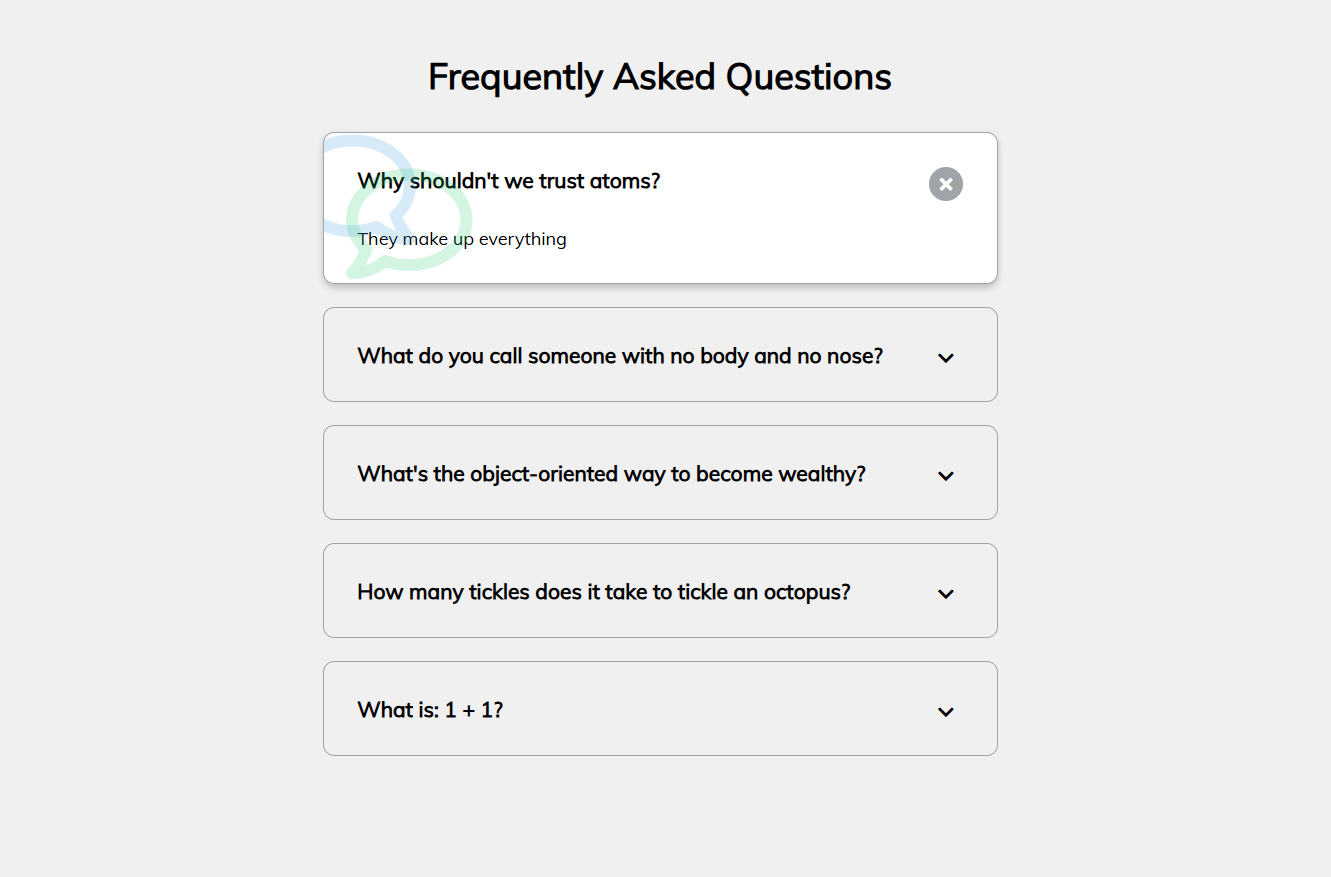 Frequently Asked Questions
Why shouldn't we trust atoms?
They make up everything
What do you call someone with no body and no nose?
What's the object-oriented way to become wealthy?
How many tickles does it take to tickle an octopus?
What is: 1 + 1?